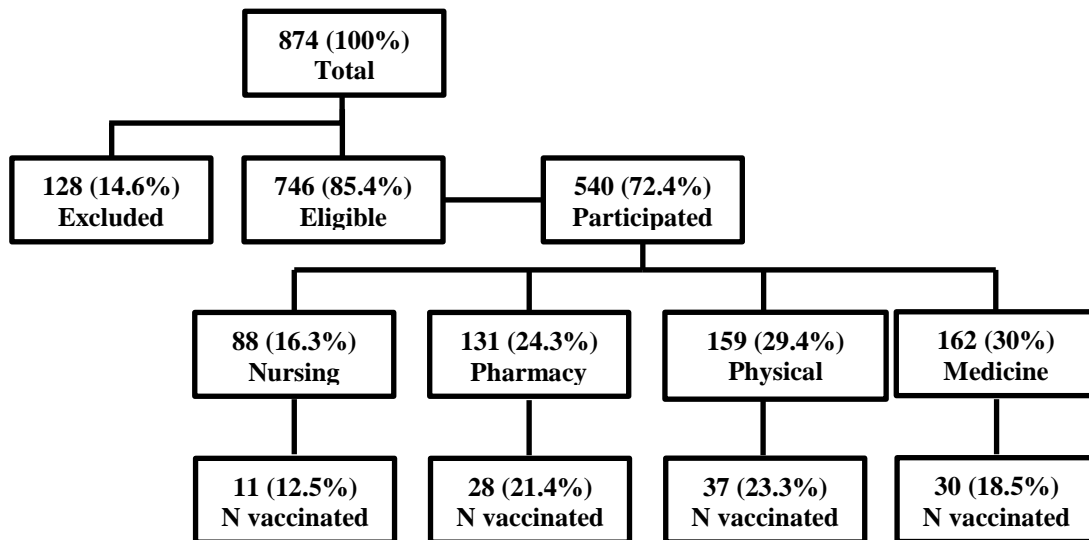 874 (100%)
Total
128 (14.6%)
Excluded
746 (85.4%)
Eligible
540 (72.4%)
Participated
88 (16.3%)
Nursing
131 (24.3%)
Pharmacy
159 (29.4%)
Physical
162 (30%)
Medicine
11 (12.5%)
N vaccinated
28 (21.4%)
N vaccinated
37 (23.3%)
N vaccinated
30 (18.5%)
N vaccinated